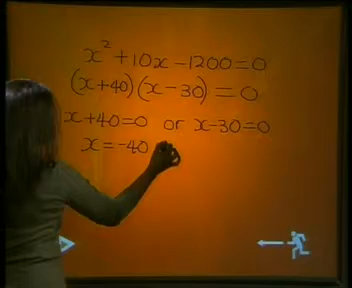 x² + 10x - 1200 = 0
(x + 40)(x - 30) = 0
x + 40 = 0 or x - 30 = 0
x = -40